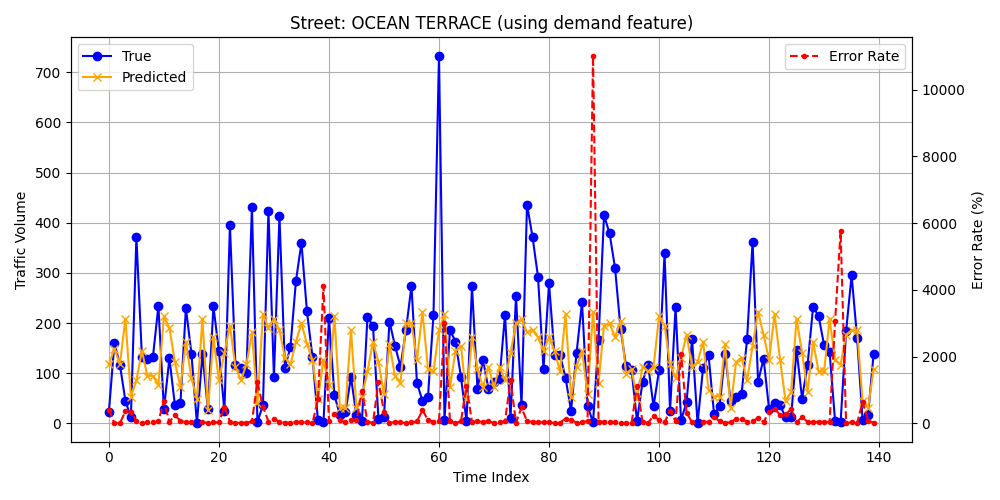 Street: OCEAN TERRACE (using demand feature)
True
Predicted
Error Rate
Traffic Volume
700
600
500
400
300
200
100
0
10000
8000
6000
4000
2000
0
Error Rate (%)
0 20 40 60 80 100 120 140
Time Index